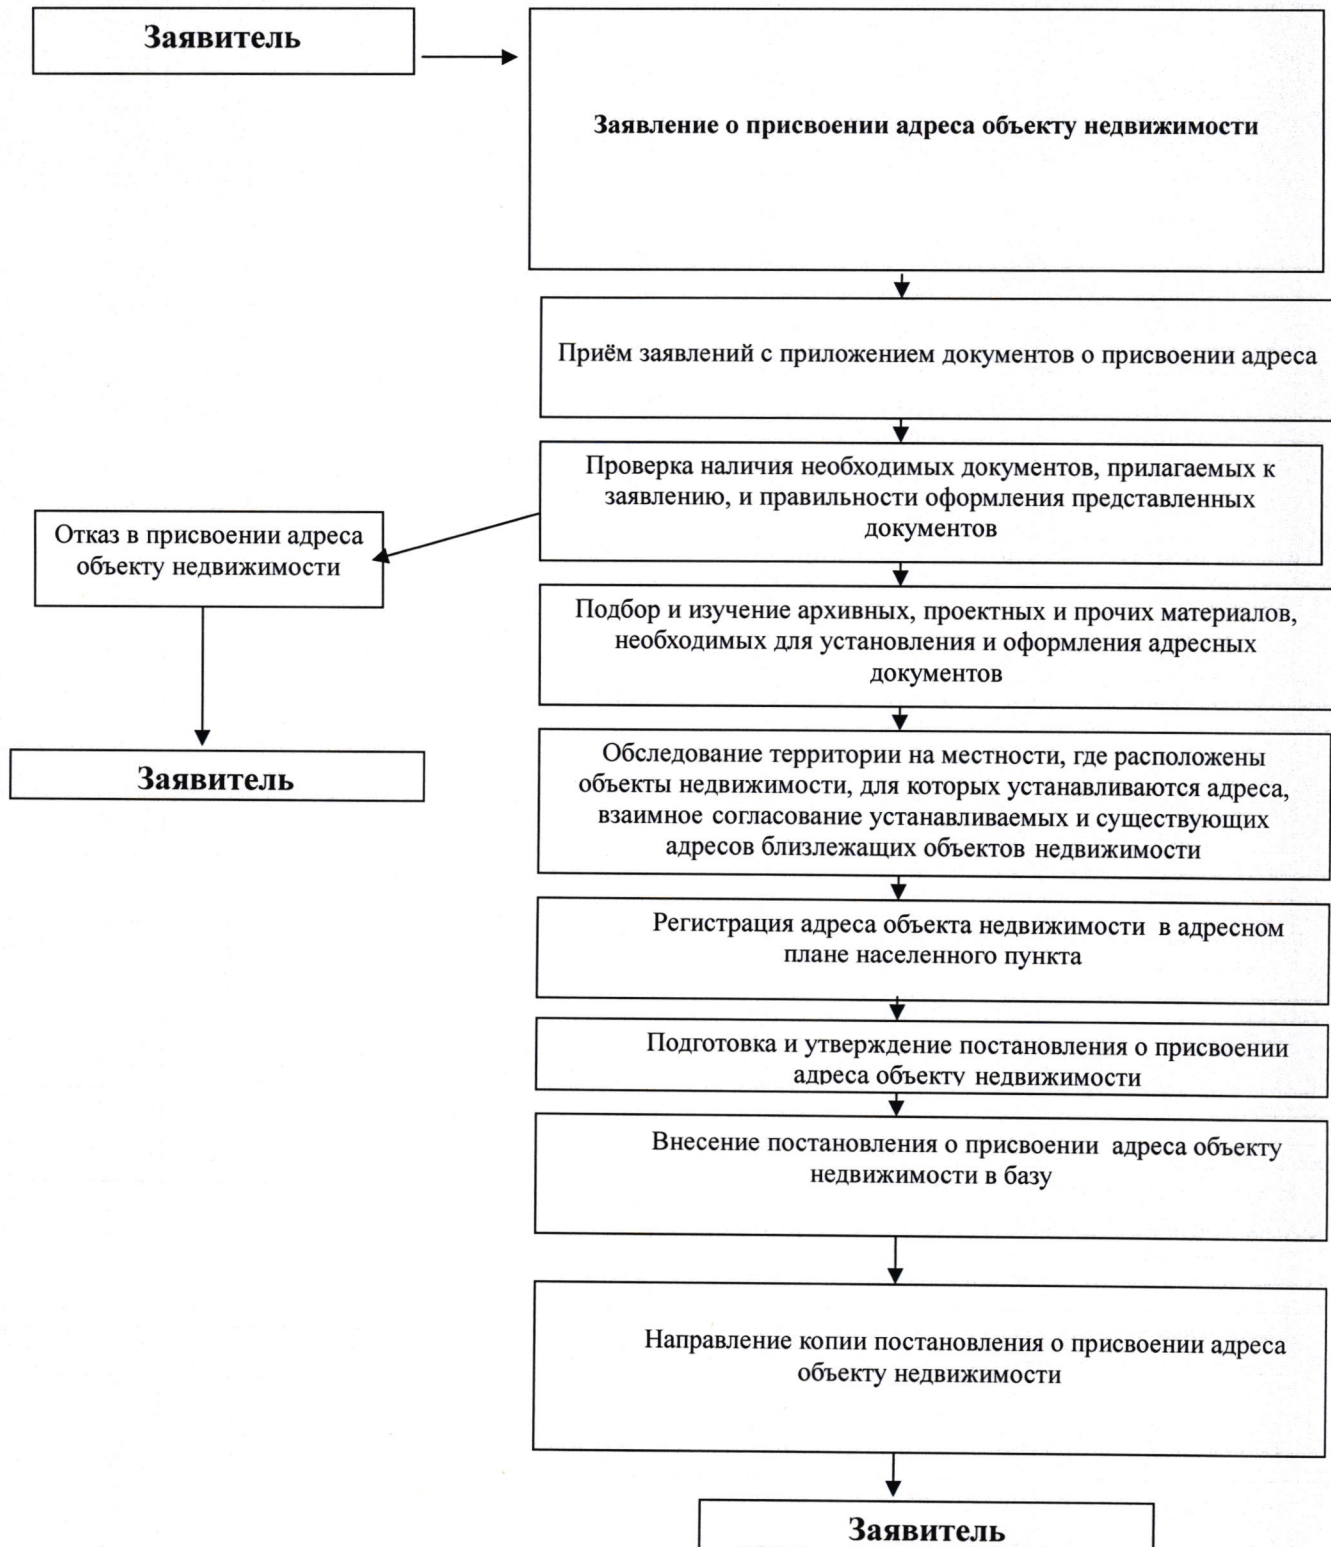 Заявитель
Заявление о присвоении адреса объекту недвижимости
Приём заявлений с приложением документов о присвоении адреса
Проверка наличия необходимых документов, прилагаемых к
заявлению, и правильности оформления представленных
документов
Отказ в присвоении адреса
объекту недвижимости
Заявитель
Подбор и изучение архивных, проектных и прочих материалов,
необходимых для установления и оформления адресных
документов
Обследование территории на местности, где расположены
объекты недвижимости, для которых устанавливаются адреса,
взаимное согласование устанавливаемых и существующих
адресов близлежащих объектов недвижимости
Регистрация адреса объекта недвижимости в адресном
плане населенного пункта
Подготовка и утверждение постановления о присвоении
адреса объекту недвижимости
Внесение постановления о присвоении адреса объекту
недвижимости в базу
Направление копии постановления о присвоении адреса
объекту недвижимости
Заявитель